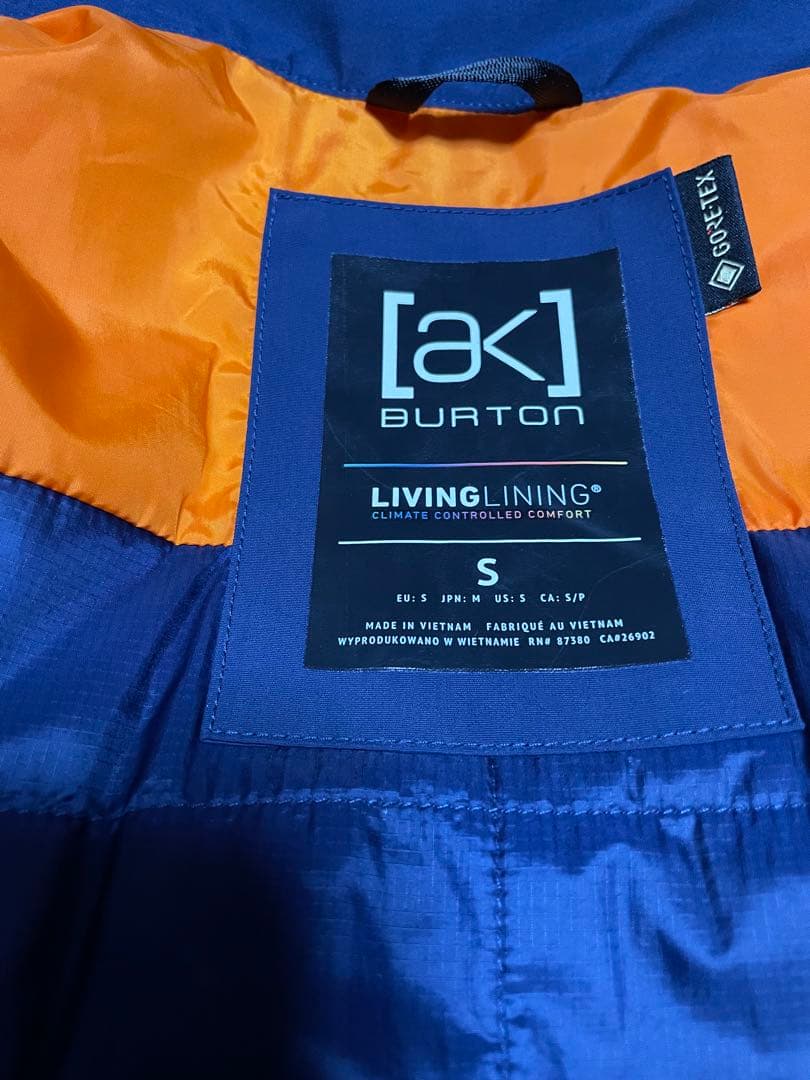 [ak]
BURTON
LIVINGLINING®
CLIMATE CONTROLLED COMFORT
S
EU: S JPN: M US: S CA: S/P
MADE IN VIETNAM FABRIQUÉ AU VIETNAM
WYPRODUKOWANO W WIETNAMIE RN# 87380 CA#26902
GORE-TEX